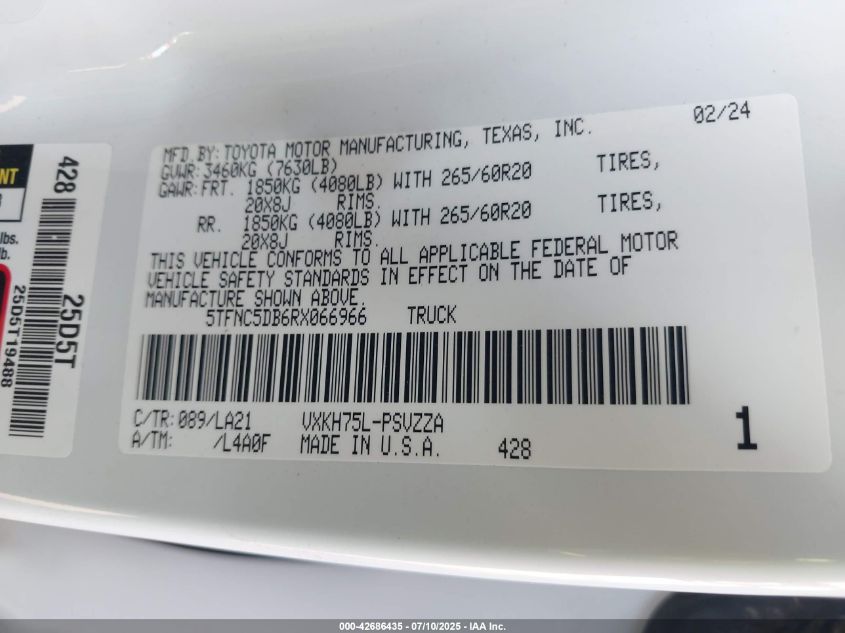 MFD. BY: TOYOTA MOTOR MANUFACTURING, TEXAS, INC. 02/24
GVWR: 3460KG (7630LB)
GAWR: FRT. 1850KG (4080LB) WITH 265/60R20 TIRES,
20X8J RIMS.
RR. 1850KG (4080LB) WITH 265/60R20 TIRES,
20X8J RIMS.
THIS VEHICLE CONFORMS TO ALL APPLICABLE FEDERAL MOTOR
VEHICLE SAFETY STANDARDS IN EFFECT ON THE DATE OF
MANUFACTURE SHOWN ABOVE.
5TFNC5DB6RX066966 TRUCK
C/TR: 089/LA21 VXKH75L-PSVZZA
A/TM: /L4A0F MADE IN U.S.A. 428 1
428
25D5T
25D5T19488
NT
lbs.
lb.
000-42686435 - 07/10/2025 - IAA Inc.